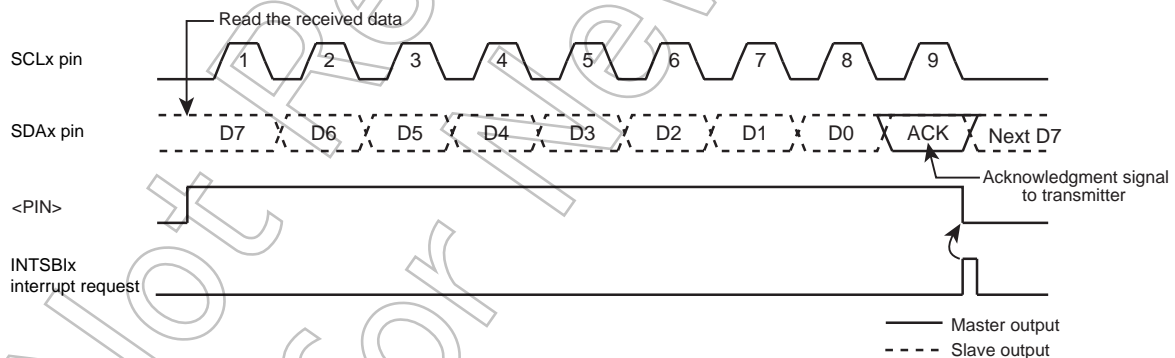 Read the received data
SCLx pin
1 2 3 4 5 6 7 8 9
SDAx pin
D7 D6 D5 D4 D3 D2 D1 D0 ACK Next D7
Acknowledgment signal
to transmitter
<PIN>
INTSBIx
interrupt request
Master output
Slave output